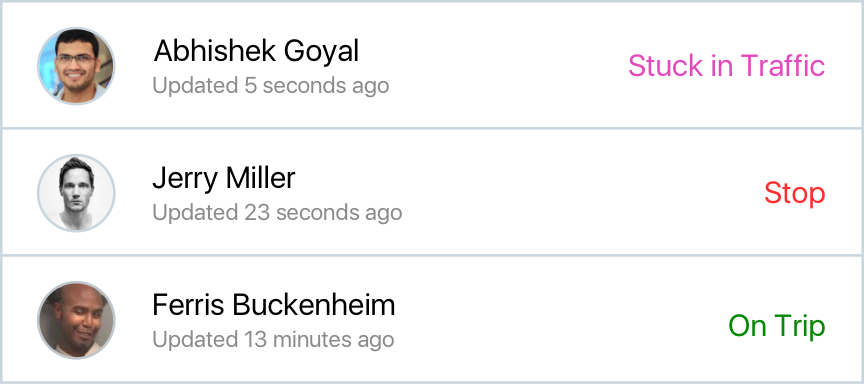 Abhishek Goyal
Updated 5 seconds ago
Stuck in Traffic
Jerry Miller
Updated 23 seconds ago
Stop
Ferris Buckenheim
Updated 13 minutes ago
On Trip